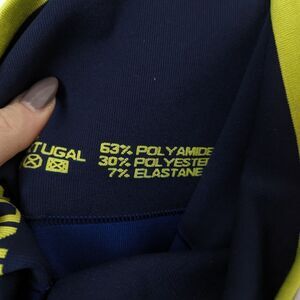 TUGAL 63% POLYAMIDE
30% POLYESTER
7% ELASTANE